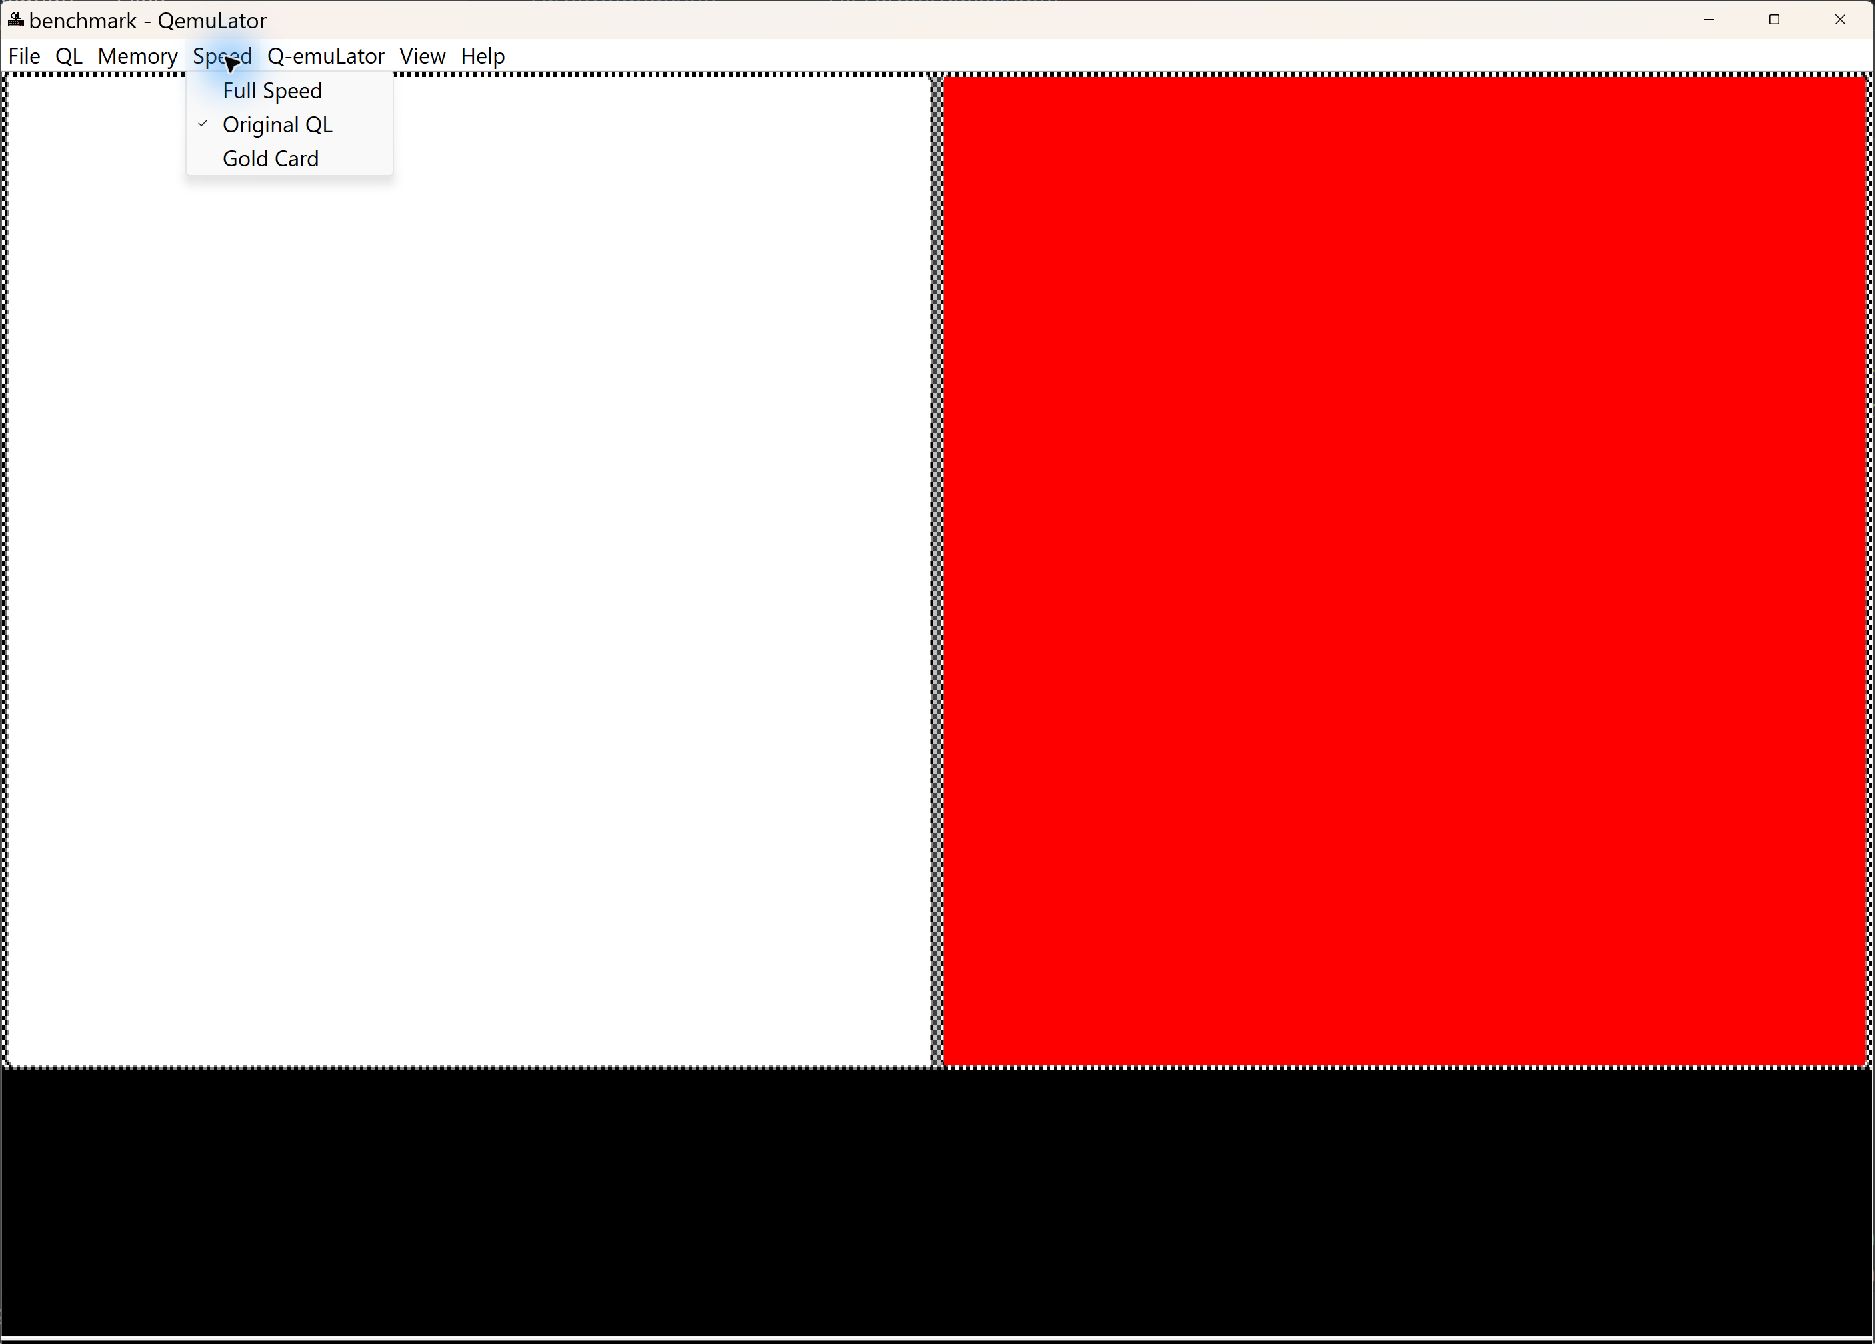 benchmark - QemuLator
File QL Memory Speed Q-emuLator View Help
Full Speed
Original QL
Gold Card